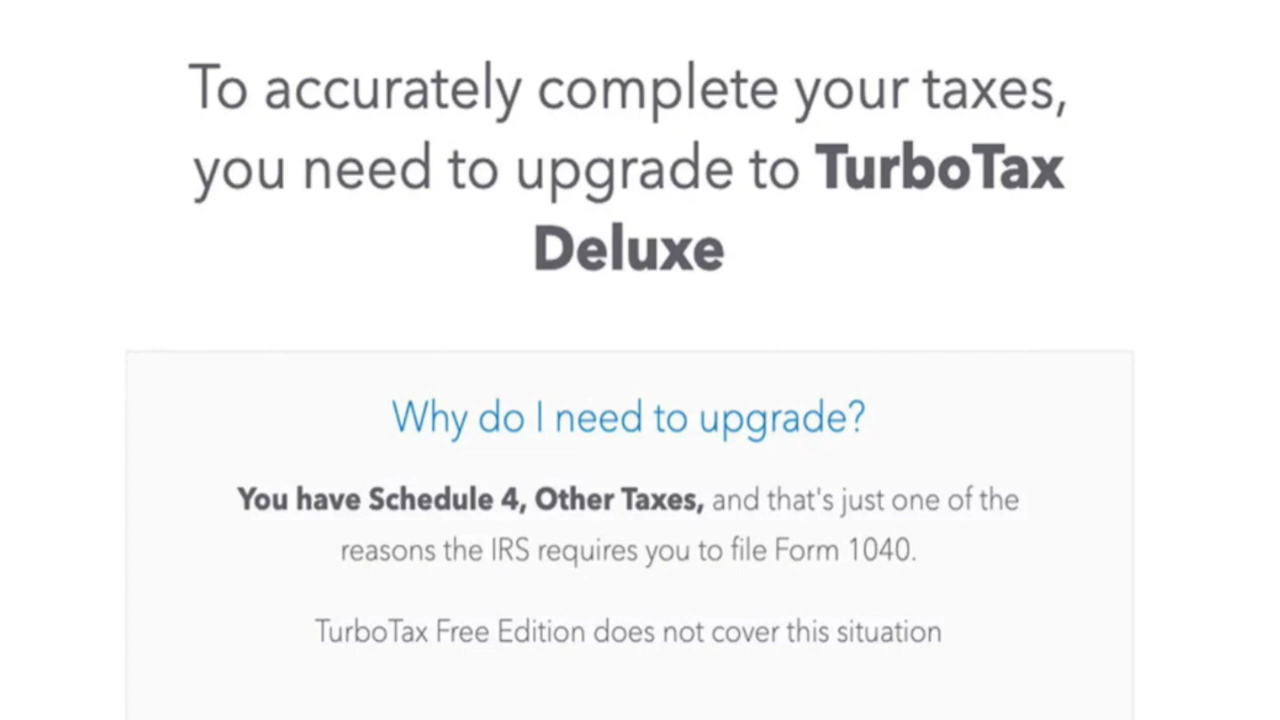 To accurately complete your taxes,
you need to upgrade to TurboTax
Deluxe
Why do I need to upgrade?
You have Schedule 4, Other Taxes, and that's just one of the
reasons the IRS requires you to file Form 1040.
TurboTax Free Edition does not cover this situation